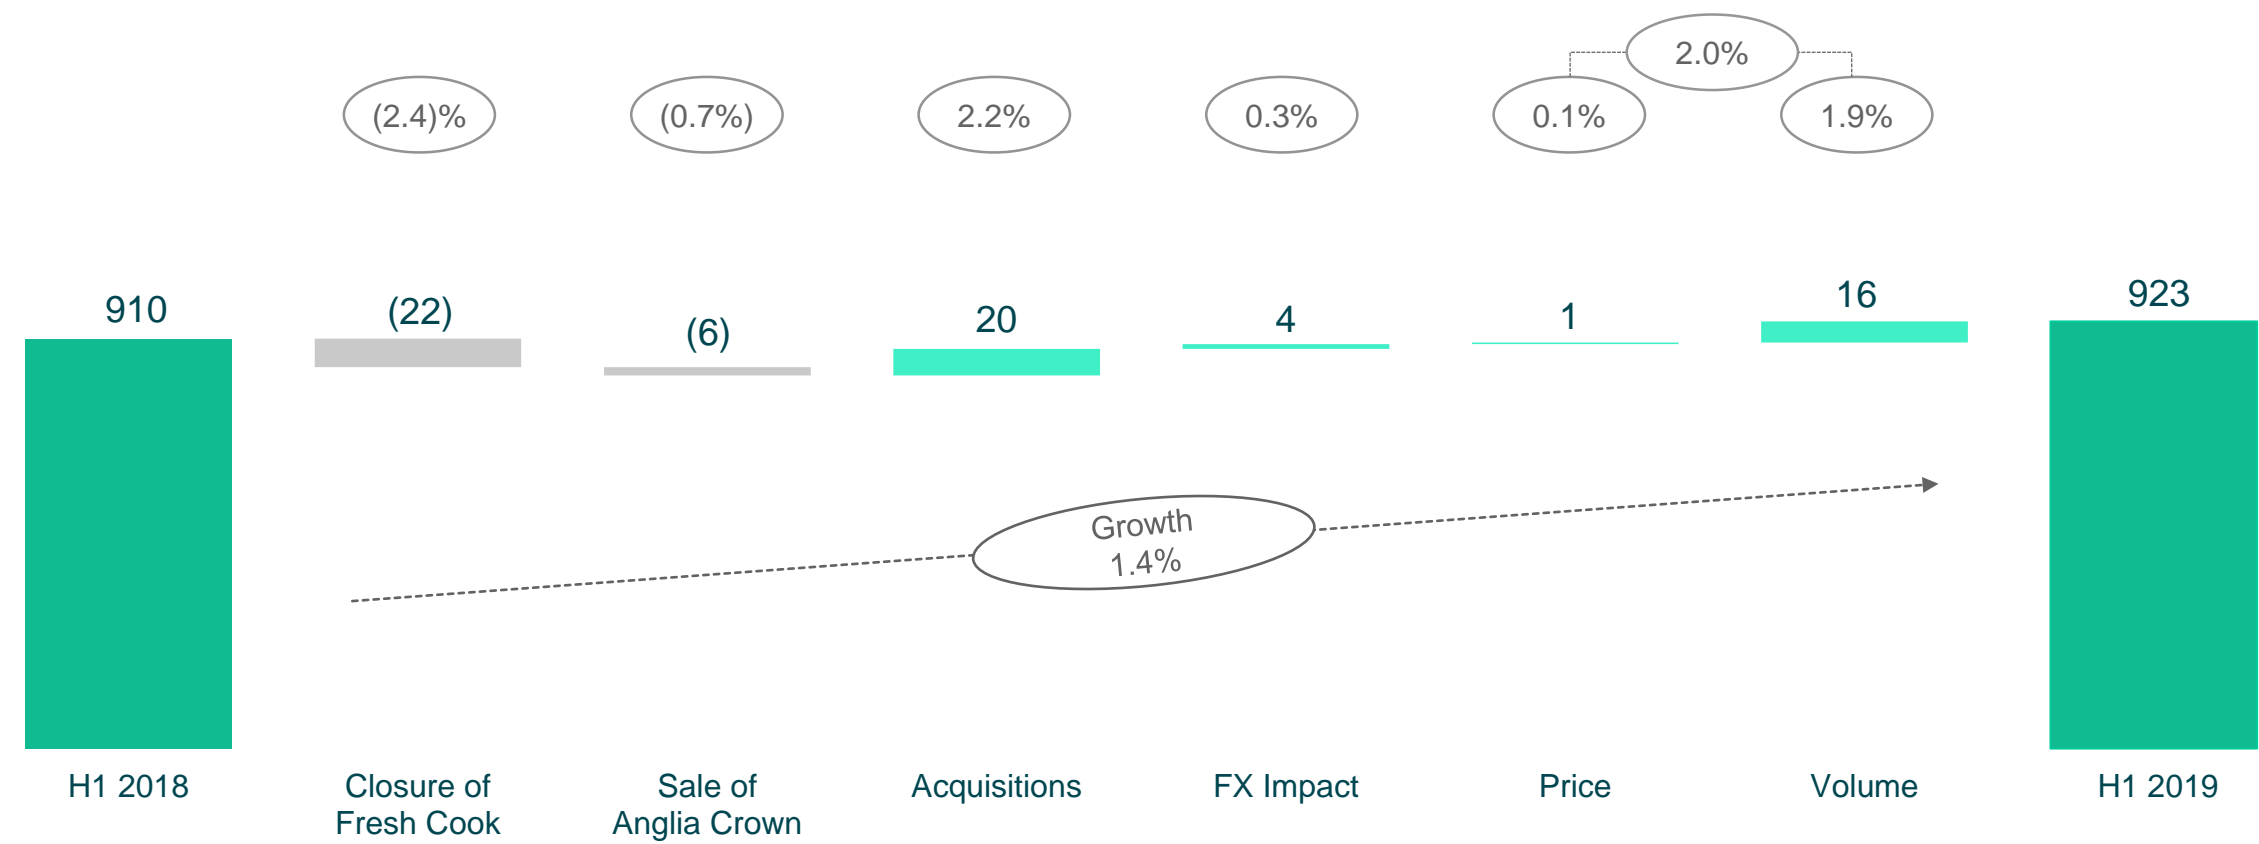 2.0%
(2.4)%
(0.7%)
2.2%
0.3%
0.1%
1.9%
910
(22)
(6)
20
4
1
16
923
Growth
1.4%
H1 2018
Closure of
Fresh Cook
Sale of
Anglia Crown
Acquisitions
FX Impact
Price
Volume
H1 2019